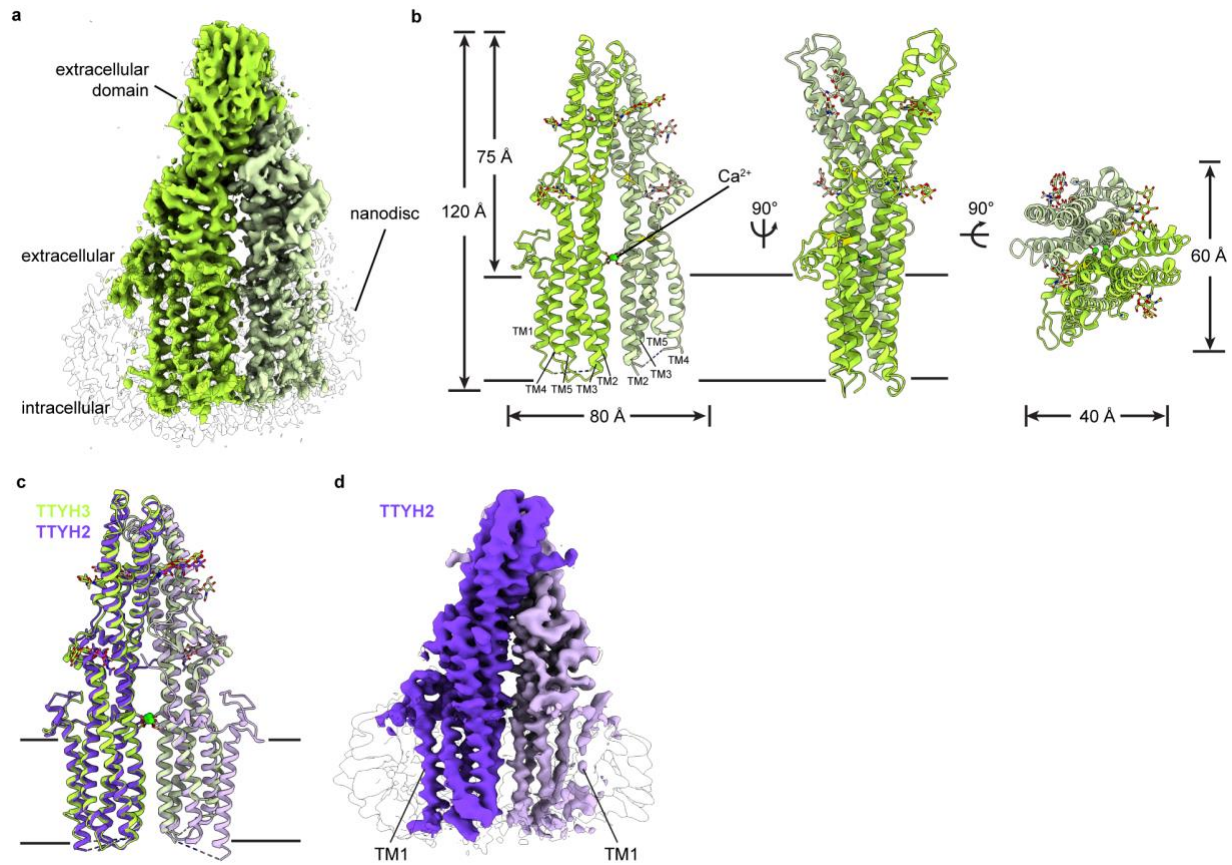 a
extracellular
domain
extracellular
intracellular
nanodisc
b
75 Å
120 Å
Ca²⁺
TM1
TM4
TM5
TM3
TM2
TM2
TM3
TM5
TM4
80 Å
90°
90°
60 Å
40 Å
c
TTYH3
TTYH2
d
TTYH2
TM1
TM1